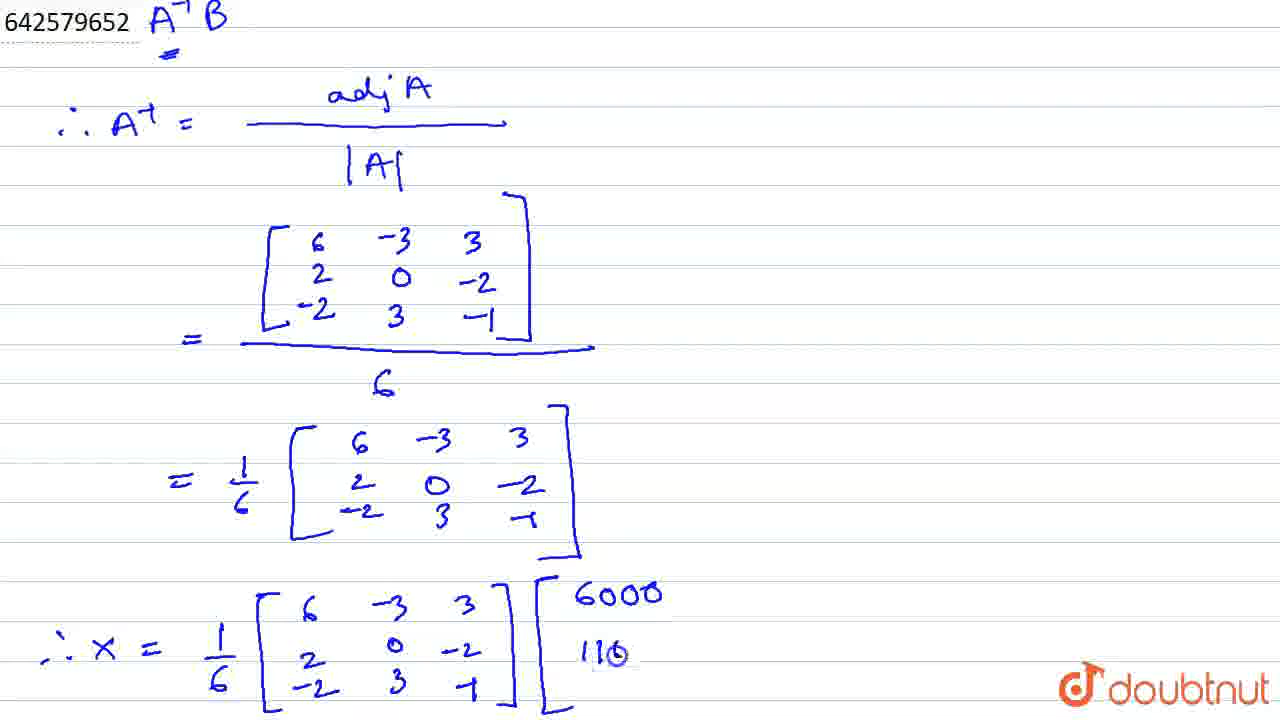 642579652 A⁻¹B
∴ A⁻¹ = adj A
|A|
6 -3 3
2 0 -2
-2 3 -1
=
6
= 1/6 [ 6 -3 3
2 0 -2
-2 3 -1 ]
∴ X = 1/6 [ 6 -3 3
2 0 -2
-2 3 -1 ] [ 6000
110
doubtnut